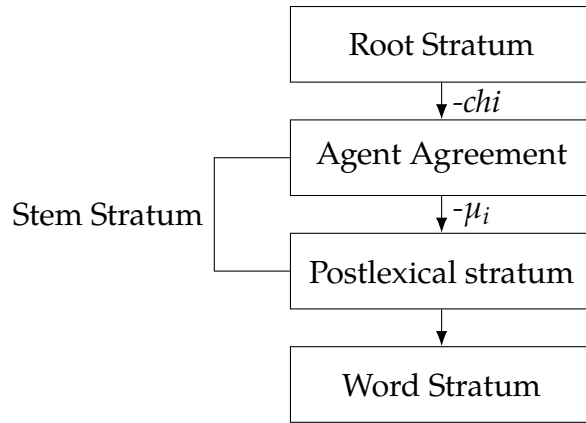 Root Stratum
-chi
Agent Agreement
Stem Stratum
-μi
Postlexical stratum
Word Stratum